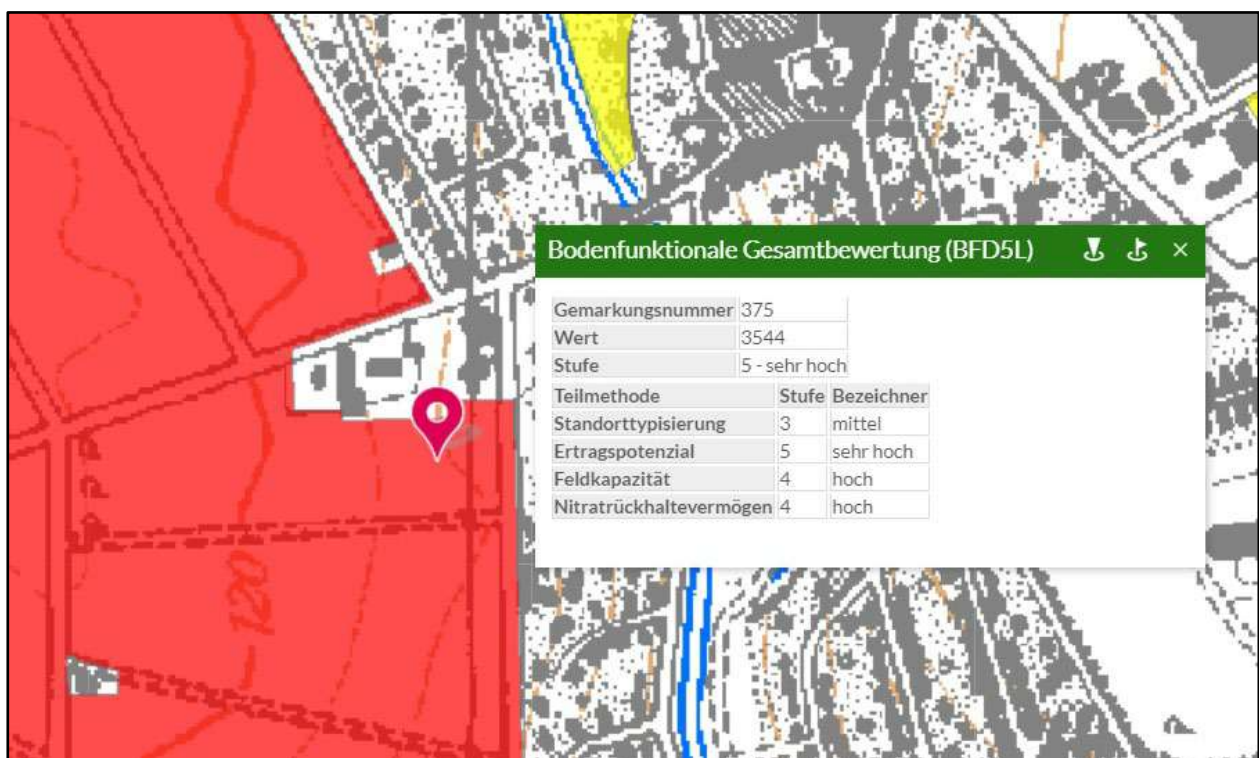 Bodenfunktionale Gesamtbewertung (BFD5L)
Gemarkungsnummer 375
Wert 3544
Stufe 5 - sehr hoch
Teilmethode Stufe Bezeichner
Standorttypisierung 3 mittel
Ertragspotenzial 5 sehr hoch
Feldkapazität 4 hoch
Nitratrückhaltevermögen 4 hoch
P P P
120